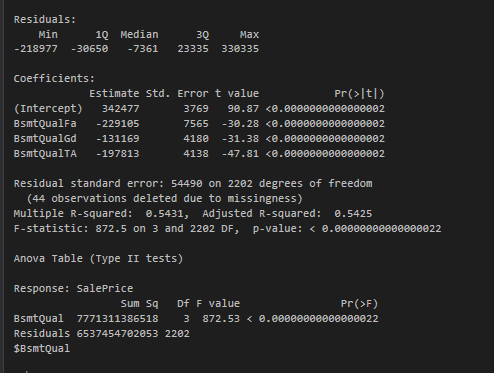 Residuals:
    Min      1Q  Median      3Q     Max
-218977  -30650   -7361   23335  330335

Coefficients:
            Estimate Std. Error t value            Pr(>|t|)
(Intercept)   342477       3769   90.87 <0.0000000000000002
BsmtQualFa   -229105       7565  -30.28 <0.0000000000000002
BsmtQualGd   -131169       4180  -31.38 <0.0000000000000002
BsmtQualTA   -197813       4138  -47.81 <0.0000000000000002

Residual standard error: 54490 on 2202 degrees of freedom
  (44 observations deleted due to missingness)
Multiple R-squared:  0.5431,	Adjusted R-squared:  0.5425
F-statistic: 872.5 on 3 and 2202 DF,  p-value: < 0.00000000000000022

Anova Table (Type II tests)

Response: SalePrice
                 Sum Sq   Df F value               Pr(>F)
BsmtQual  7771311386518    3  872.53 < 0.00000000000000022
Residuals 6537454702053 2202
$BsmtQual